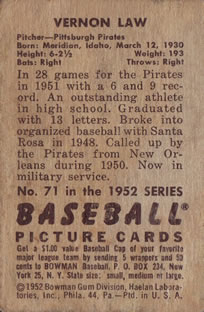 VERNON LAW
Pitcher—Pittsburgh Pirates
Born: Meridian, Idaho, March 12, 1930
Height: 6-2½ Weight: 193
Bats: Right Throws: Right
In 28 games for the Pirates
in 1951 with a 6 and 9 record. An outstanding athlete
in high school. Graduated
with 13 letters. Broke into
organized baseball with Santa
Rosa in 1948. Called up by
the Pirates from New Or-
leans during 1950. Now in
military service.
No. 71 in the 1952 SERIES
BASEBALL®
PICTURE CARDS
Get a $1.00 value Baseball Cap of your favorite
major league team by sending 5 wrappers and 50
cents to BOWMAN BASEBALL, P. O. BOX 234, New York
25, N. Y. STATE size: small, medium or large.
©1952 Bowman Gum Division, Haelan Labora-
tories, Inc., Phila. 44, Pa.—Ptd. in U. S. A.